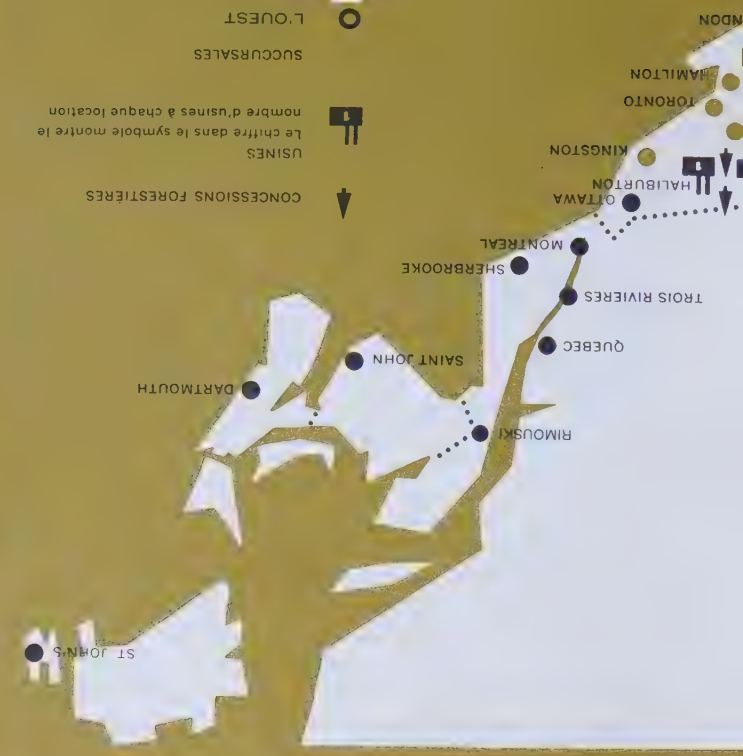 ST JOHN'S
RIMOUSKI
DARTMOUTH
SAINT JOHN
QUEBEC
TROIS RIVIERES
SHERBROOKE
MONTREAL
OTTAWA
HALIBURTON
KINGSTON
TORONTO
HAMILTON
CONCESSIONS FORESTIÈRES
USINES
Le chiffre dans le symbole montre le
nombre d'usines à chaque location
1
SUCCURSALES
L'OUEST